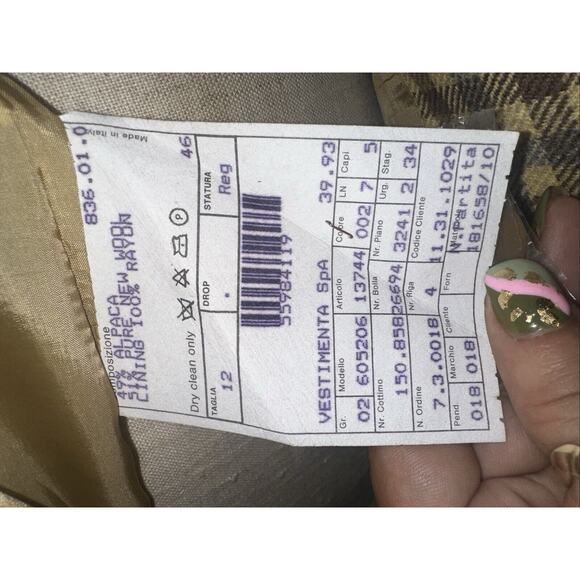 836.01.0
Made in Italy
mposizione
49% ALPACA
51% PURE NEW WOOL
LINING 100% RAYON
Dry clean only
P
46
TAGLIA DROP STATURA
12 . Reg
55984119
VESTIMENTA SpA 39.93
Gr. Modello Articolo Colore LN Capi
02 605206 13744 002 7 5
Nr. Cottimo Nr. Bolla Nr. Piano Urg. Stag.
150.85826694 3241 2 34
N. Ordine Nr. Riga Codice Cliente
7.3.0018 4 11.31.1029
Pend Marchio Cliente Forn Partita
018 018 181658/10